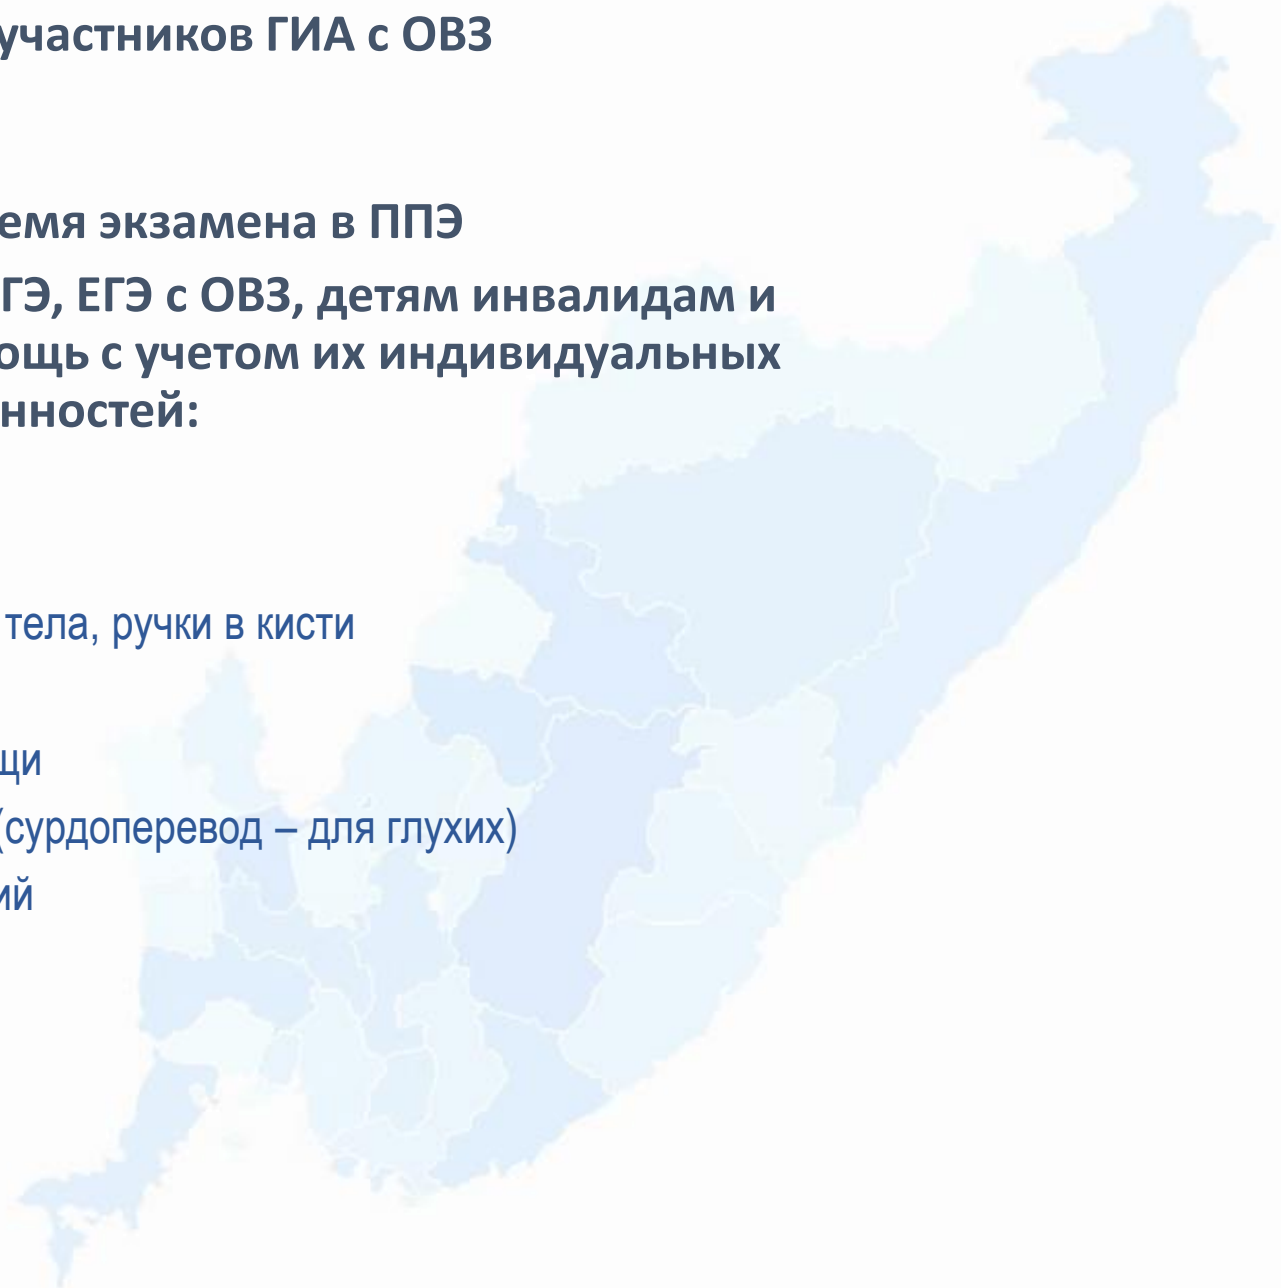 участников ГИА с ОВЗ
емя экзамена в ППЭ
ГЭ, ЕГЭ с ОВЗ, детям инвалидам и
ощь с учетом их индивидуальных
нностей:
тела, ручки в кисти
щи
(сурдоперевод – для глухих)
ий